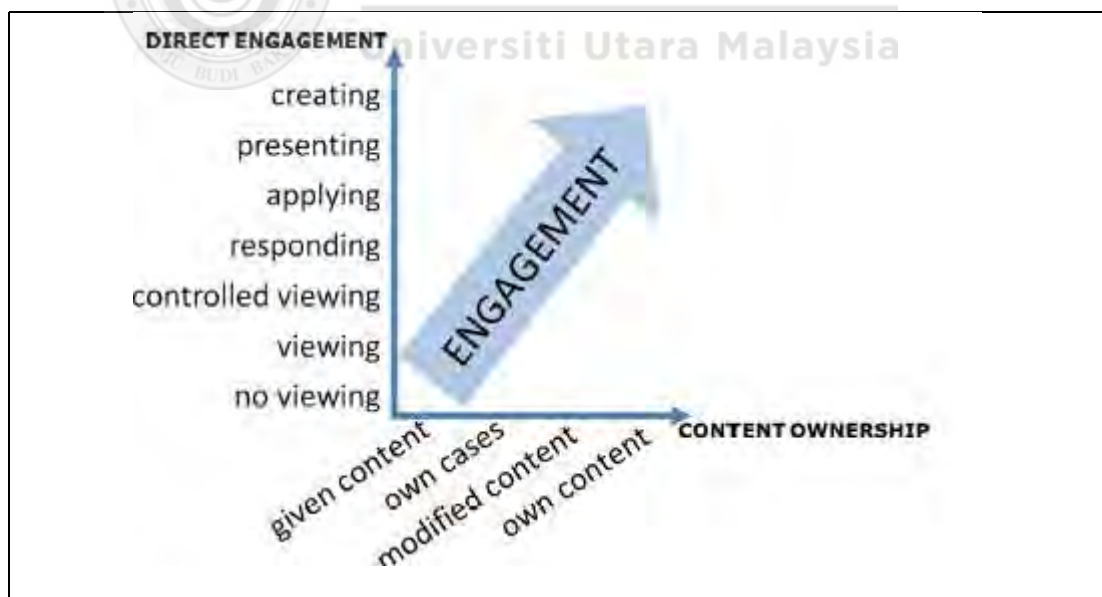 DIRECT ENGAGEMENT
Universiti Utara Malaysia
BUDI
creating
presenting
applying
responding
controlled viewing
viewing
no viewing
ENGAGEMENT
CONTENT OWNERSHIP
given content
own cases
modified content
own content